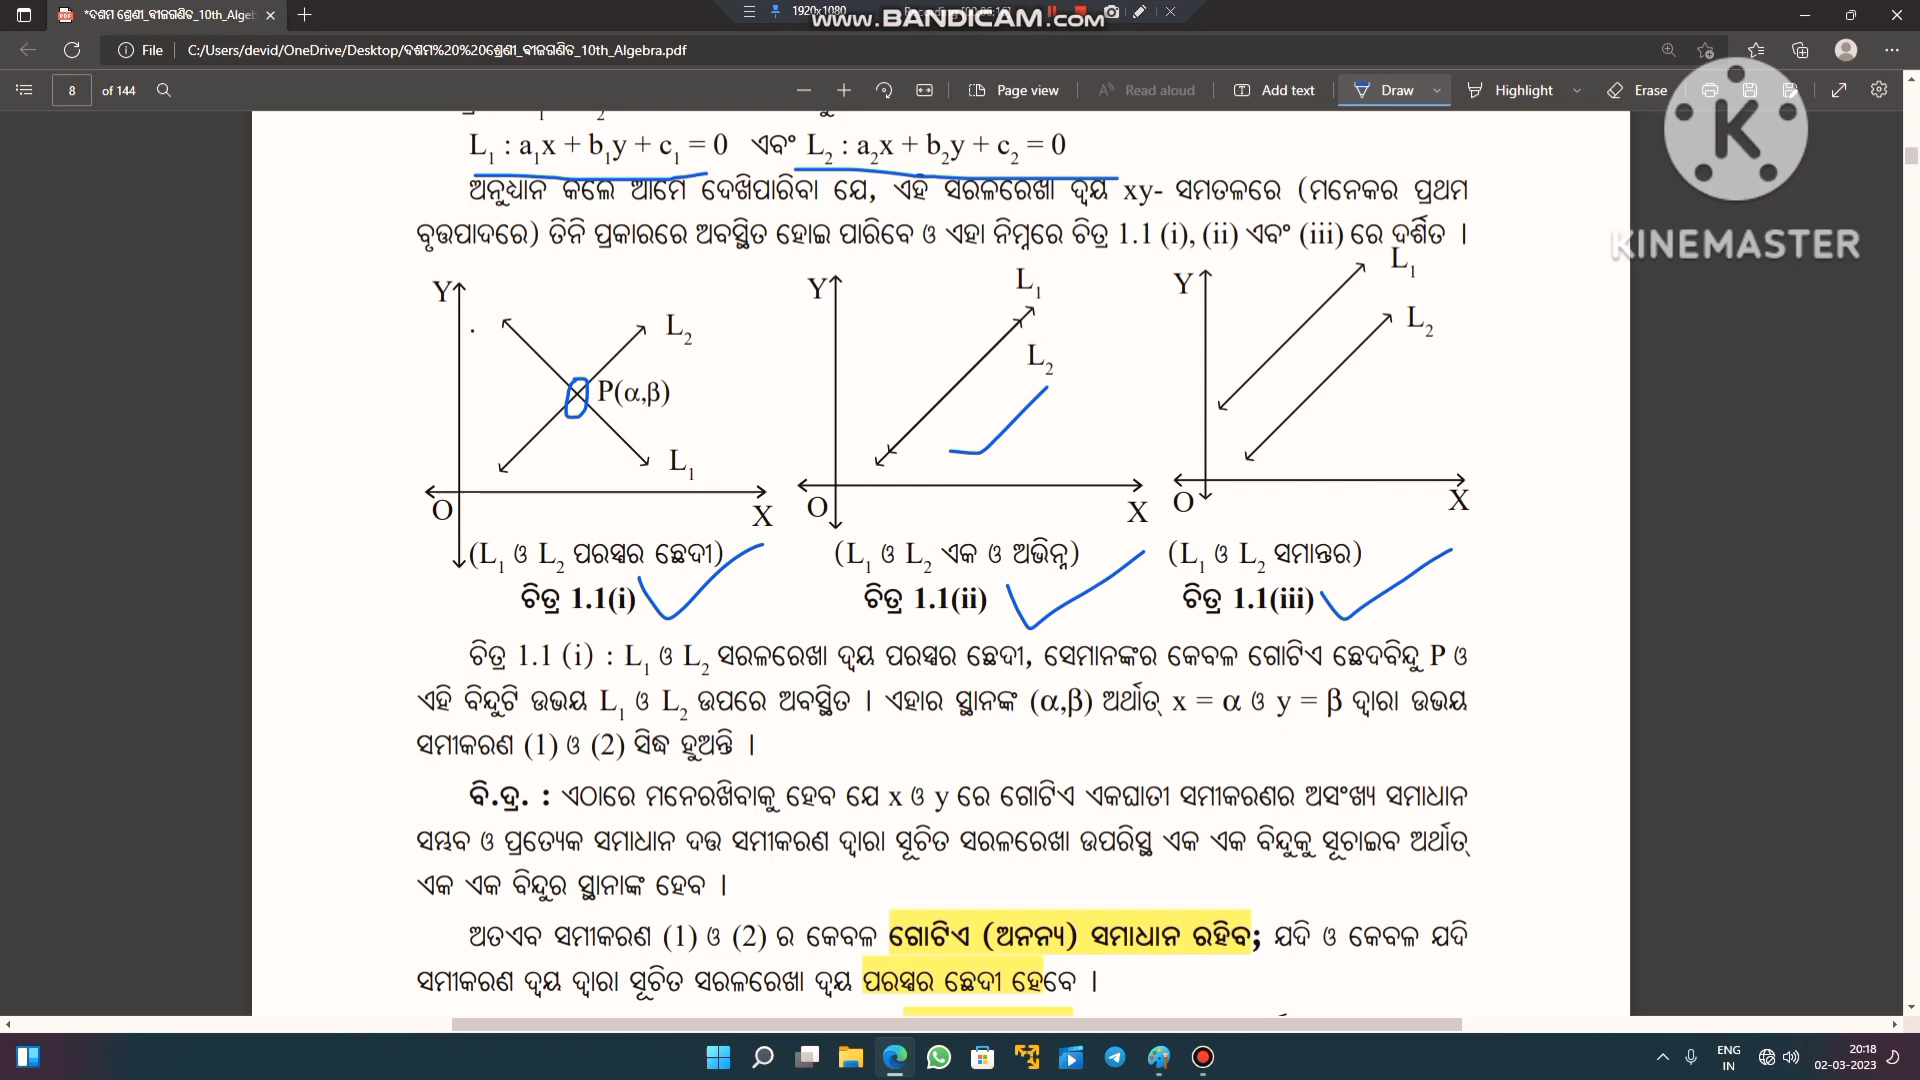 *ଦଶମ ଶ୍ରେଣୀ_ବୀଜଗଣିତ_10th_Algeb
1920x1080
www.BANDICAM.com
File C:/Users/devid/OneDrive/Desktop/ଦଶମ%20%20ଶ୍ରେଣୀ_ବୀଜଗଣିତ_10th_Algebra.pdf
8 of 144 Page view Read aloud Add text Draw Highlight Erase
K
KINEMASTER
L1 : a1x + b1y + c1 = 0 ଏବଂ L2 : a2x + b2y + c2 = 0
ଅନୁଧ୍ୟାନ କଲେ ଆମେ ଦେଖିପାରିବା ଯେ, ଏହି ସରଳରେଖା ଦ୍ୱୟ xy- ସମତଳରେ (ମନେକର ପ୍ରଥମ
ବୃତ୍ତପାଦରେ) ତିନି ପ୍ରକାରରେ ଅବସ୍ଥିତ ହୋଇ ପାରିବେ ଓ ଏହା ନିମ୍ନରେ ଚିତ୍ର 1.1 (i), (ii) ଏବଂ (iii) ରେ ଦର୍ଶିତ ।
Y L2 P(α,β) L1 O X
Y L1 L2 O X
Y L1 L2 O X
(L1 ଓ L2 ପରସ୍ପର ଛେଦୀ) (L1 ଓ L2 ଏକ ଓ ଅଭିନ୍ନ) (L1 ଓ L2 ସମାନ୍ତର)
ଚିତ୍ର 1.1(i) ଚିତ୍ର 1.1(ii) ଚିତ୍ର 1.1(iii)
ଚିତ୍ର 1.1 (i) : L1 ଓ L2 ସରଳରେଖା ଦ୍ୱୟ ପରସ୍ପର ଛେଦୀ, ସେମାନଙ୍କର କେବଳ ଗୋଟିଏ ଛେଦବିନ୍ଦୁ P ଓ
ଏହି ବିନ୍ଦୁଟି ଉଭୟ L1 ଓ L2 ଉପରେ ଅବସ୍ଥିତ । ଏହାର ସ୍ଥାନଙ୍କ (α,β) ଅର୍ଥାତ୍ x = α ଓ y = β ଦ୍ୱାରା ଉଭୟ
ସମୀକରଣ (1) ଓ (2) ସିଦ୍ଧ ହୁଅନ୍ତି ।
ବି.ଦ୍ର. : ଏଠାରେ ମନେରଖିବାକୁ ହେବ ଯେ x ଓ y ରେ ଗୋଟିଏ ଏକଘାତୀ ସମୀକରଣର ଅସଂଖ୍ୟ ସମାଧାନ
ସମ୍ଭବ ଓ ପ୍ରତ୍ୟେକ ସମାଧାନ ଦତ୍ତ ସମୀକରଣ ଦ୍ୱାରା ସୂଚିତ ସରଳରେଖା ଉପରିସ୍ଥ ଏକ ଏକ ବିନ୍ଦୁକୁ ସୂଚାଇବ ଅର୍ଥାତ୍
ଏକ ଏକ ବିନ୍ଦୁର ସ୍ଥାନାଙ୍କ ହେବ ।
ଅତଏବ ସମୀକରଣ (1) ଓ (2) ର କେବଳ ଗୋଟିଏ (ଅନନ୍ୟ) ସମାଧାନ ରହିବ; ଯଦି ଓ କେବଳ ଯଦି
ସମୀକରଣ ଦ୍ୱୟ ଦ୍ୱାରା ସୂଚିତ ସରଳରେଖା ଦ୍ୱୟ ପରସ୍ପର ଛେଦୀ ହେବେ ।
ENG
IN
20:18
02-03-2023